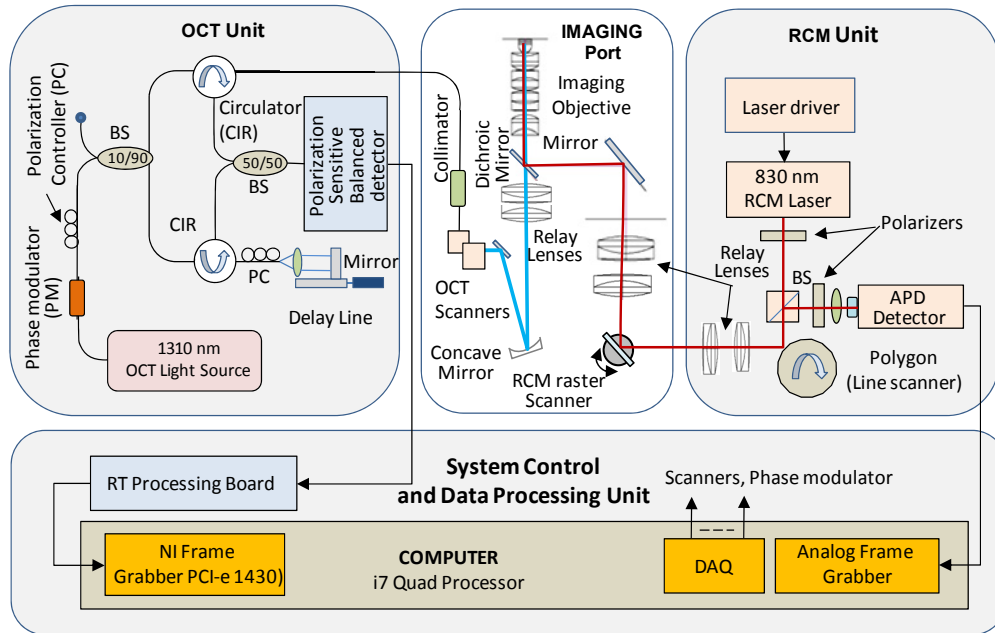 OCT Unit
Polarization
Controller (PC)
BS
10/90
Circulator
(CIR)
50/50
BS
Polarization
Sensitive
Balanced
detector
CIR
PC
Mirror
Delay Line
Phase modulator
(PM)
1310 nm
OCT Light Source
IMAGING
Port
Imaging
Objective
Mirror
Collimator
Dichroic
Mirror
Relay
Lenses
OCT
Scanners
Concave
Mirror
RCM raster
Scanner
RCM Unit
Laser driver
830 nm
RCM Laser
Polarizers
Relay
Lenses
BS
APD
Detector
Polygon
(Line scanner)
System Control
and Data Processing Unit
RT Processing Board
Scanners, Phase modulator
NI Frame
Grabber PCI-e 1430)
COMPUTER
i7 Quad Processor
DAQ
Analog Frame
Grabber